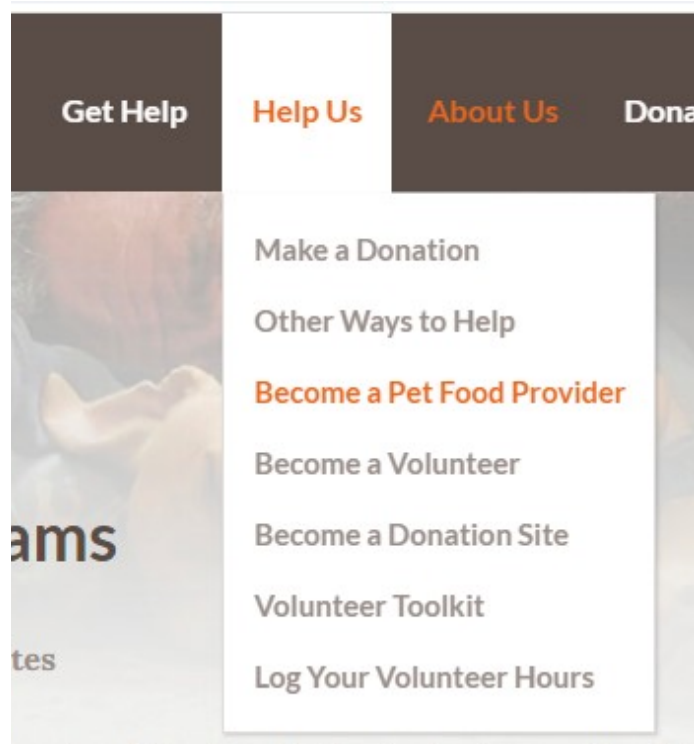 Get Help Help Us About Us Dona
Make a Donation
Other Ways to Help
Become a Pet Food Provider
Become a Volunteer
ams
Become a Donation Site
Volunteer Toolkit
tes
Log Your Volunteer Hours